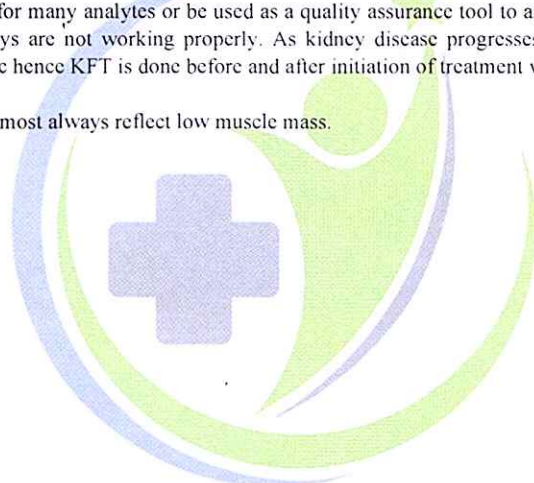 for many analytes or be used as a quality assurance tool to a
ys are not working properly. As kidney disease progresses
c hence KFT is done before and after initiation of treatment
most always reflect low muscle mass.